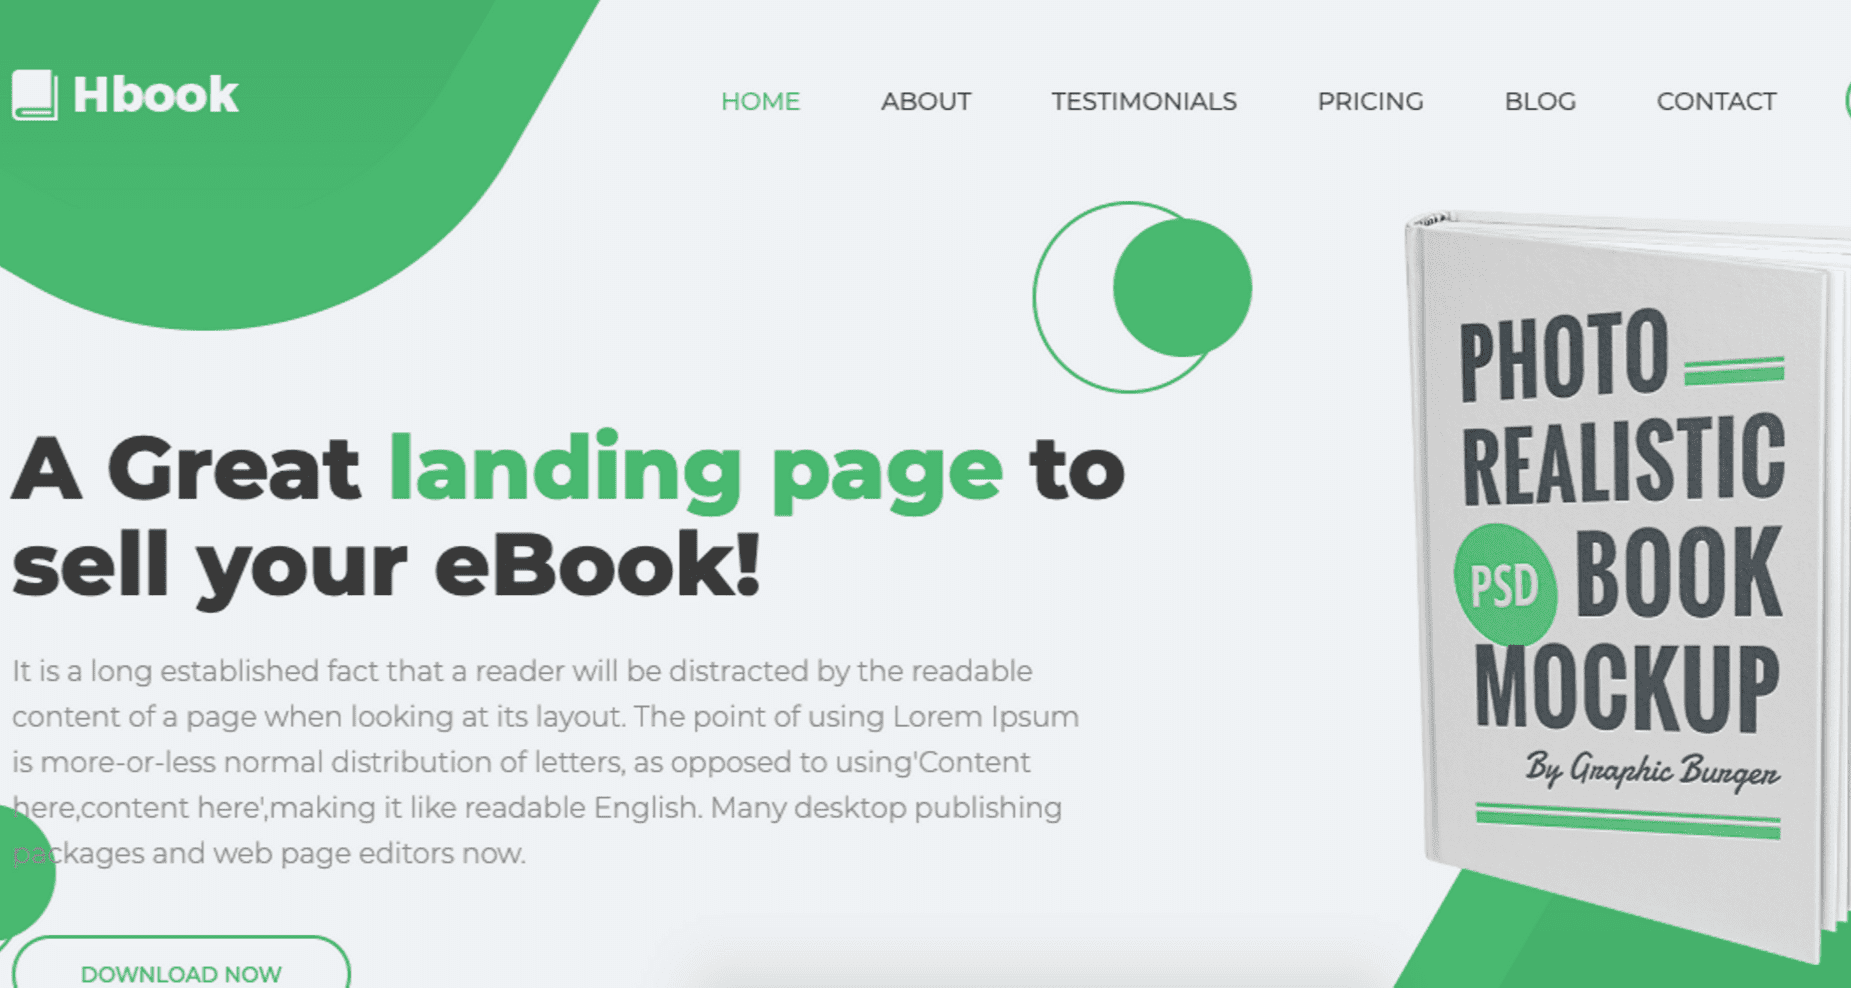 Hbook
HOME ABOUT TESTIMONIALS PRICING BLOG CONTACT
A Great landing page to
sell your eBook!
It is a long established fact that a reader will be distracted by the readable
content of a page when looking at its layout. The point of using Lorem Ipsum
is more-or-less normal distribution of letters, as opposed to using'Content
here,content here',making it like readable English. Many desktop publishing
packages and web page editors now.
DOWNLOAD NOW
PHOTO
REALISTIC
PSD BOOK
MOCKUP
By Graphic Burger